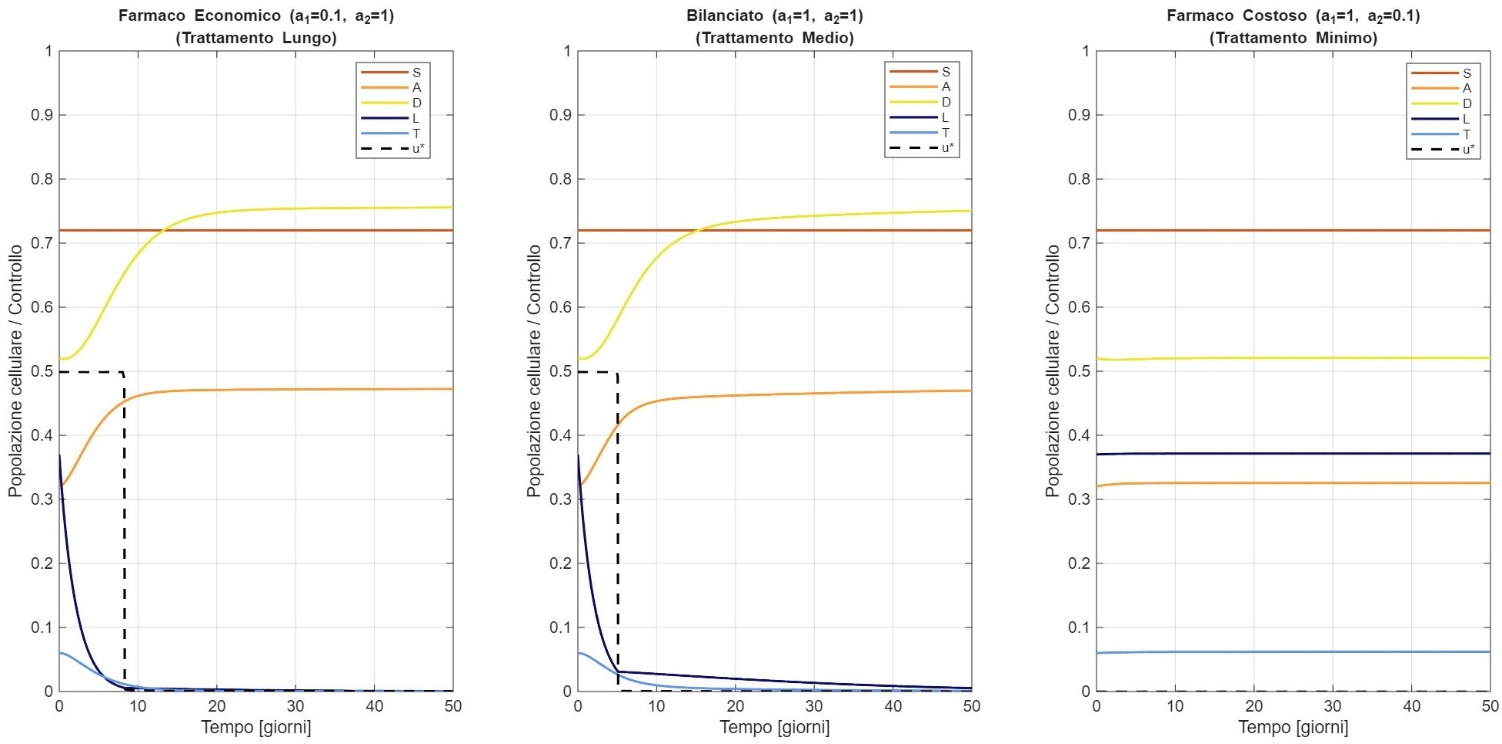 Farmaco Economico (a₁=0.1, a₂=1)
(Trattamento Lungo)
1
0.9
0.8
0.7
0.6
0.5
0.4
0.3
0.2
0.1
0
0
10
20
30
40
50
Popolazione cellulare / Controllo
Tempo [giorni]
S
A
D
L
T
u*
Bilanciato (a₁=1, a₂=1)
(Trattamento Medio)
1
0.9
0.8
0.7
0.6
0.5
0.4
0.3
0.2
0.1
0
0
10
20
30
40
50
Popolazione cellulare / Controllo
Tempo [giorni]
S
A
D
L
T
u*
Farmaco Costoso (a₁=1, a₂=0.1)
(Trattamento Minimo)
1
0.9
0.8
0.7
0.6
0.5
0.4
0.3
0.2
0.1
0
0
10
20
30
40
50
Popolazione cellulare / Controllo
Tempo [giorni]
S
A
D
L
T
u*